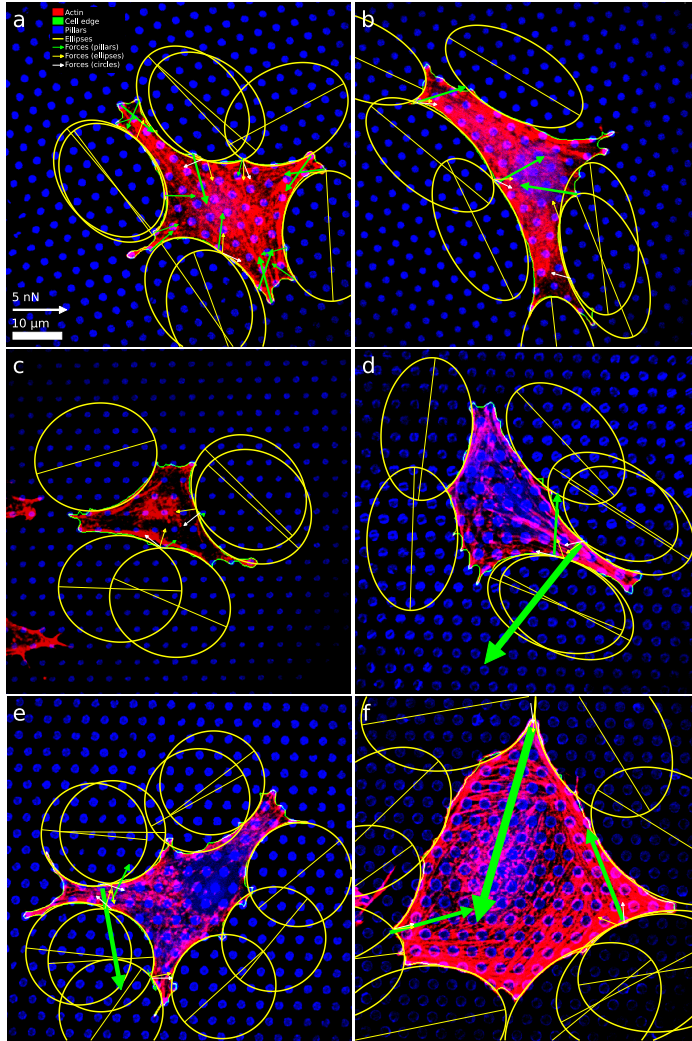 a
Actin
Cell edge
Pillars
Ellipses
Forces (pillars)
Forces (ellipses)
Forces (circles)
5 nN
10 μm
b
c
d
e
f